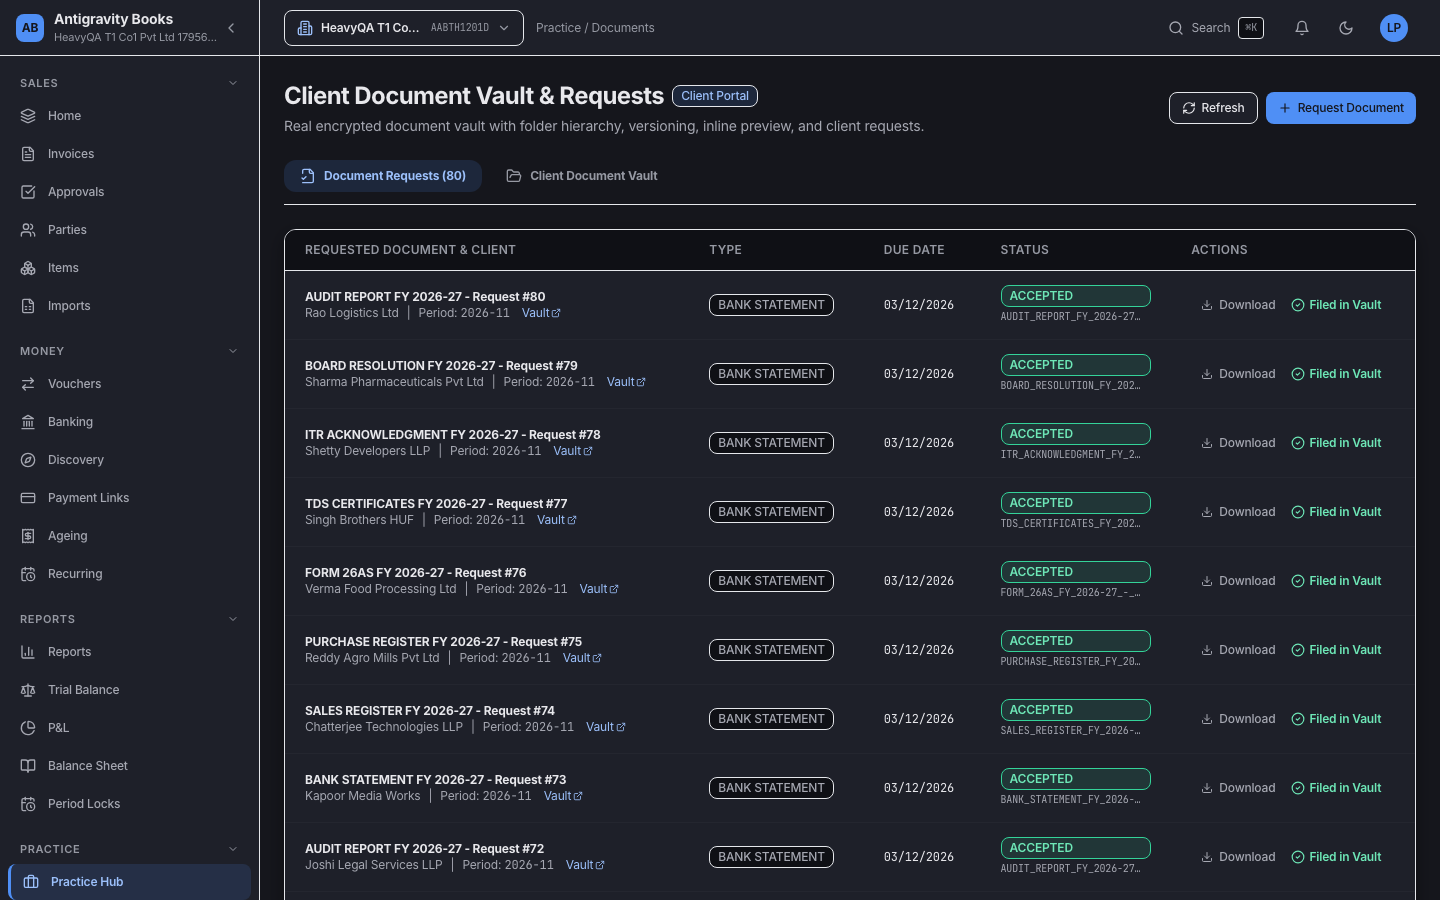 AB
Antigravity Books
HeavyQA T1 Co1 Pvt Ltd 17956...
HeavyQA T1 Co...
AABTH1201D
Practice / Documents
Search
⌘K
LP
SALES
Home
Invoices
Approvals
Parties
Items
Imports
MONEY
Vouchers
Banking
Discovery
Payment Links
Ageing
Recurring
REPORTS
Reports
Trial Balance
P&L
Balance Sheet
Period Locks
PRACTICE
Practice Hub
Client Document Vault & Requests
Client Portal
Real encrypted document vault with folder hierarchy, versioning, inline preview, and client requests.
Refresh
Request Document
Document Requests (80)
Client Document Vault
REQUESTED DOCUMENT & CLIENT TYPE DUE DATE STATUS ACTIONS
AUDIT REPORT FY 2026-27 - Request #80
Rao Logistics Ltd | Period: 2026-11 Vault
BANK STATEMENT
03/12/2026
ACCEPTED
AUDIT_REPORT_FY_2026-27…
Download
Filed in Vault
BOARD RESOLUTION FY 2026-27 - Request #79
Sharma Pharmaceuticals Pvt Ltd | Period: 2026-11 Vault
BANK STATEMENT
03/12/2026
ACCEPTED
BOARD_RESOLUTION_FY_202…
Download
Filed in Vault
ITR ACKNOWLEDGMENT FY 2026-27 - Request #78
Shetty Developers LLP | Period: 2026-11 Vault
BANK STATEMENT
03/12/2026
ACCEPTED
ITR_ACKNOWLEDGMENT_FY_2…
Download
Filed in Vault
TDS CERTIFICATES FY 2026-27 - Request #77
Singh Brothers HUF | Period: 2026-11 Vault
BANK STATEMENT
03/12/2026
ACCEPTED
TDS_CERTIFICATES_FY_202…
Download
Filed in Vault
FORM 26AS FY 2026-27 - Request #76
Verma Food Processing Ltd | Period: 2026-11 Vault
BANK STATEMENT
03/12/2026
ACCEPTED
FORM_26AS_FY_2026-27_-_…
Download
Filed in Vault
PURCHASE REGISTER FY 2026-27 - Request #75
Reddy Agro Mills Pvt Ltd | Period: 2026-11 Vault
BANK STATEMENT
03/12/2026
ACCEPTED
PURCHASE_REGISTER_FY_20…
Download
Filed in Vault
SALES REGISTER FY 2026-27 - Request #74
Chatterjee Technologies LLP | Period: 2026-11 Vault
BANK STATEMENT
03/12/2026
ACCEPTED
SALES_REGISTER_FY_2026-…
Download
Filed in Vault
BANK STATEMENT FY 2026-27 - Request #73
Kapoor Media Works | Period: 2026-11 Vault
BANK STATEMENT
03/12/2026
ACCEPTED
BANK_STATEMENT_FY_2026-…
Download
Filed in Vault
AUDIT REPORT FY 2026-27 - Request #72
Joshi Legal Services LLP | Period: 2026-11 Vault
BANK STATEMENT
03/12/2026
ACCEPTED
AUDIT_REPORT_FY_2026-27…
Download
Filed in Vault